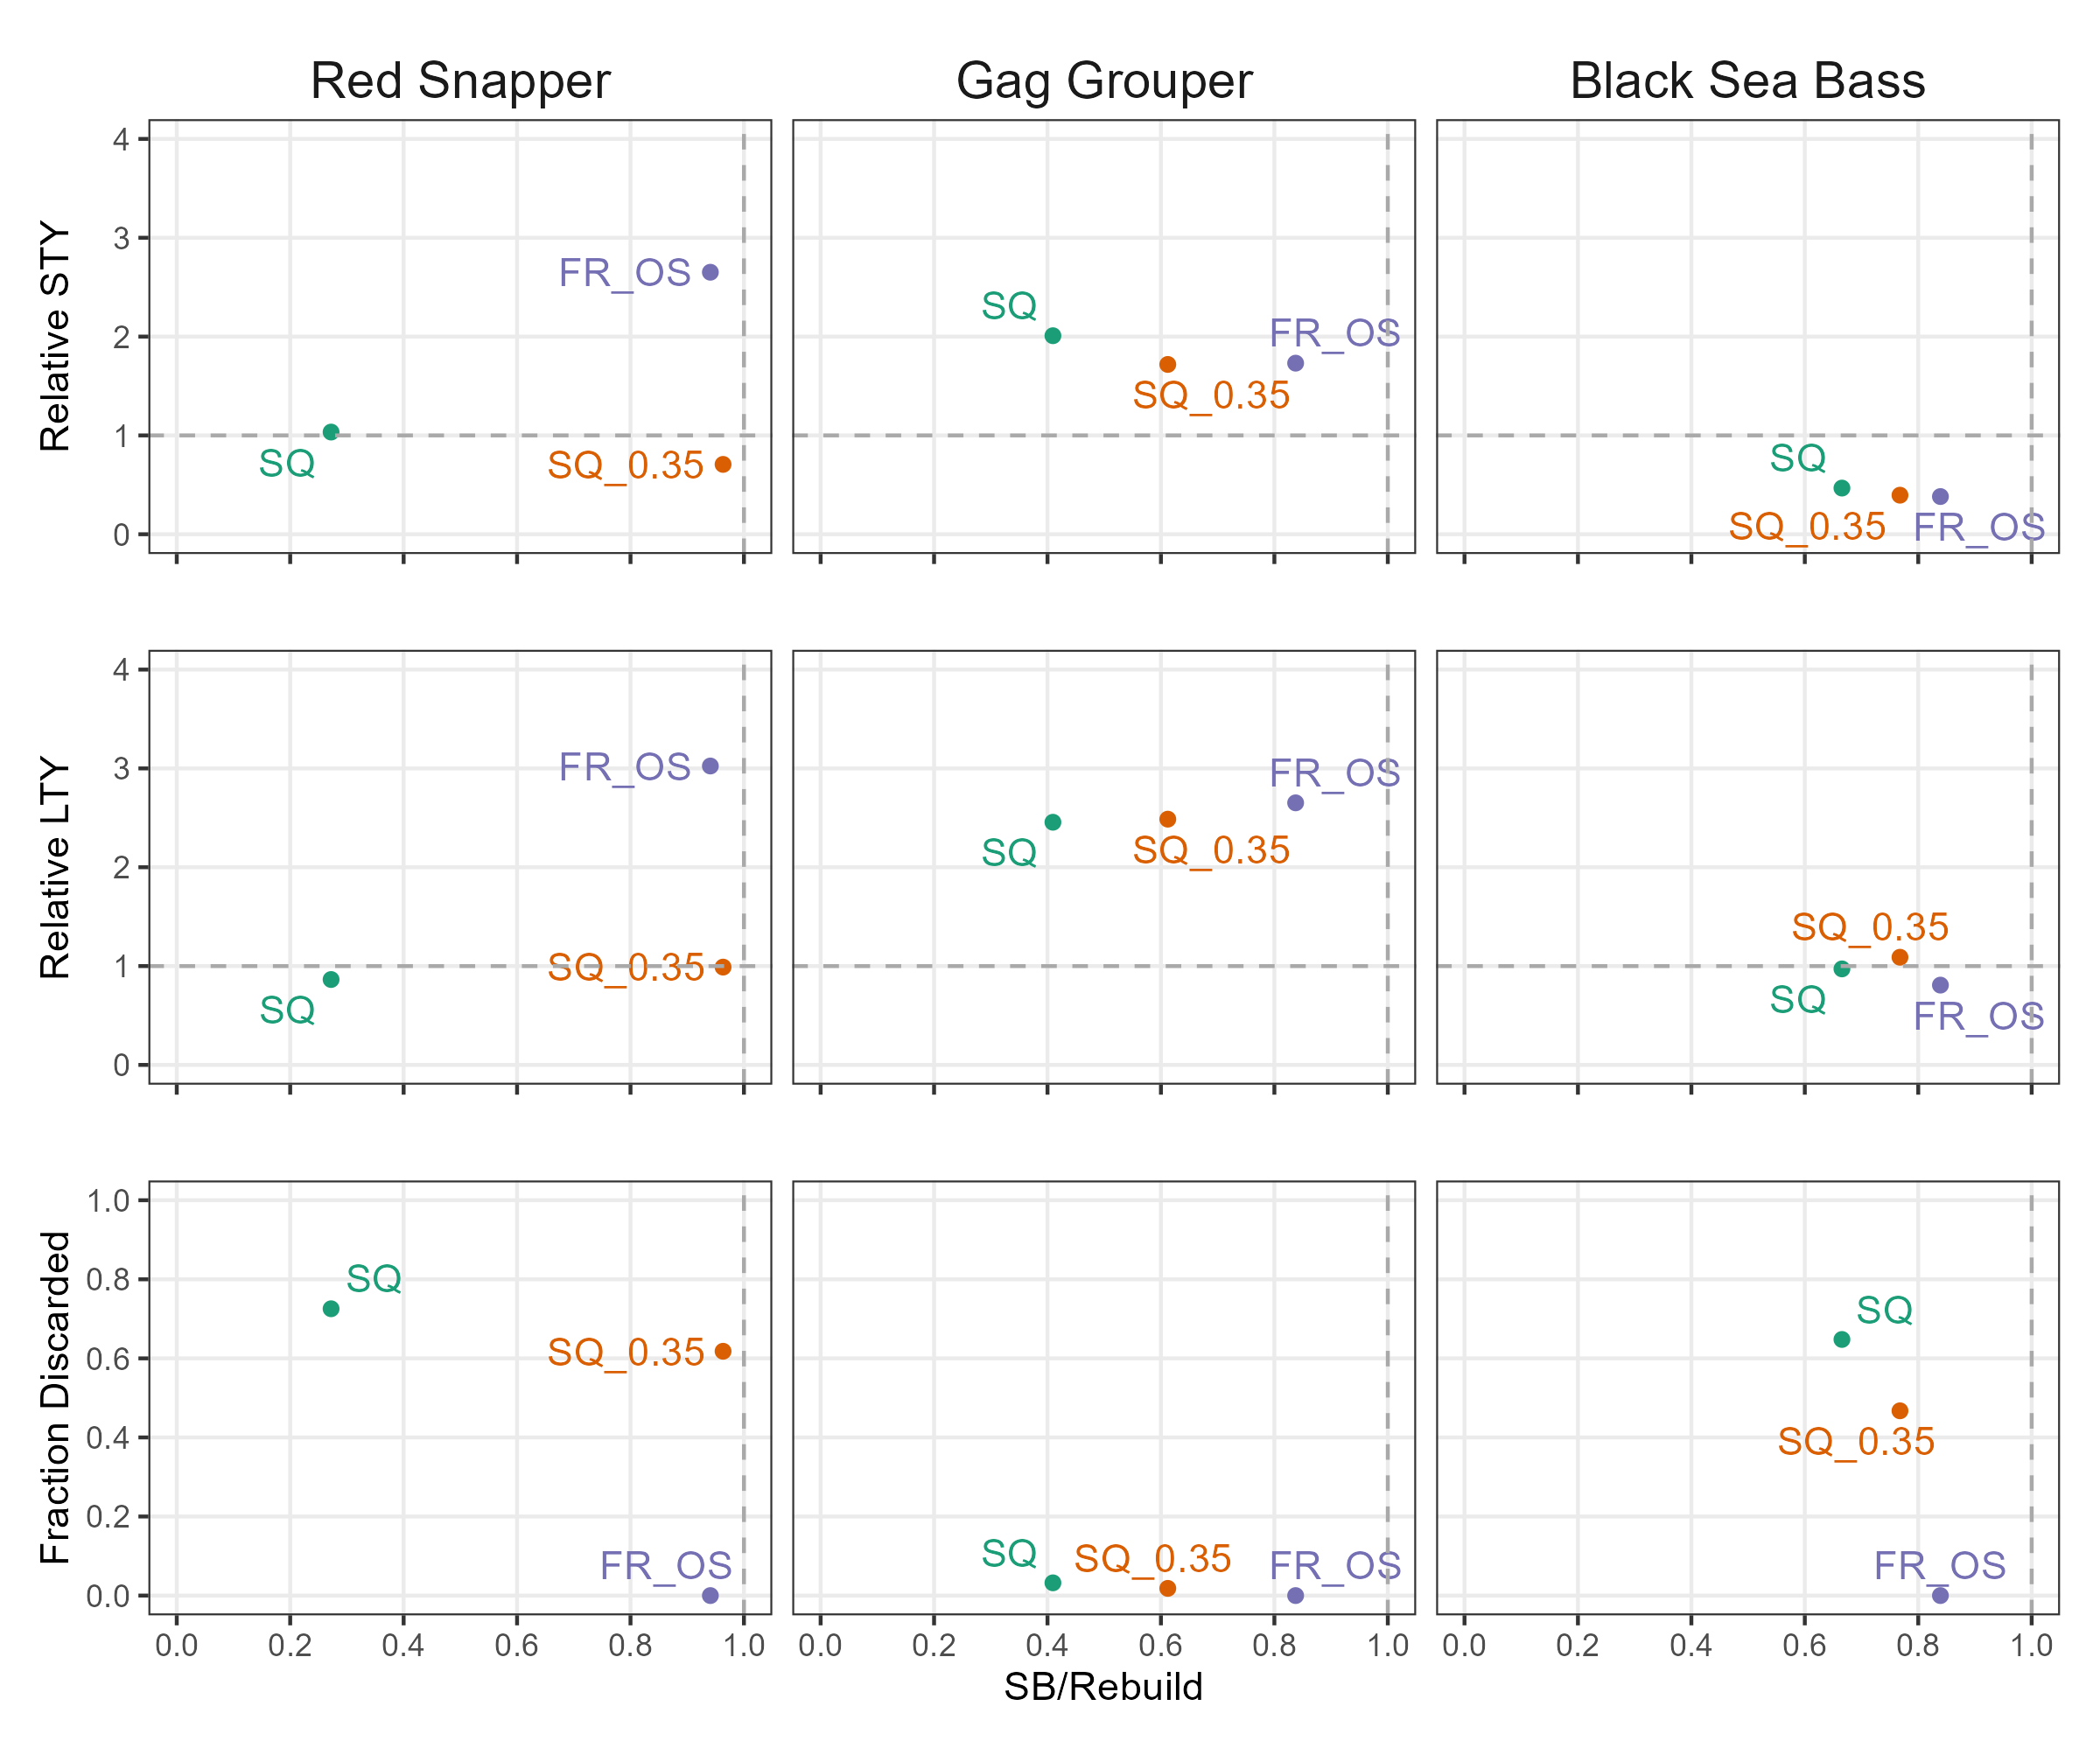 Red Snapper
Gag Grouper
Black Sea Bass
Relative STY
4
3
2
1
0
FR_OS
SQ
SQ_0.35
SQ
FR_OS
SQ_0.35
SQ
SQ_0.35
FR_OS
Relative LTY
4
3
2
1
0
FR_OS
SQ_0.35
SQ
FR_OS
SQ
SQ_0.35
SQ_0.35
SQ
FR_OS
Fraction Discarded
1.0
0.8
0.6
0.4
0.2
0.0
SQ
SQ_0.35
FR_OS
SQ
SQ_0.35
FR_OS
SQ
SQ_0.35
FR_OS
0.0 0.2 0.4 0.6 0.8 1.0
0.0 0.2 0.4 0.6 0.8 1.0
0.0 0.2 0.4 0.6 0.8 1.0
SB/Rebuild